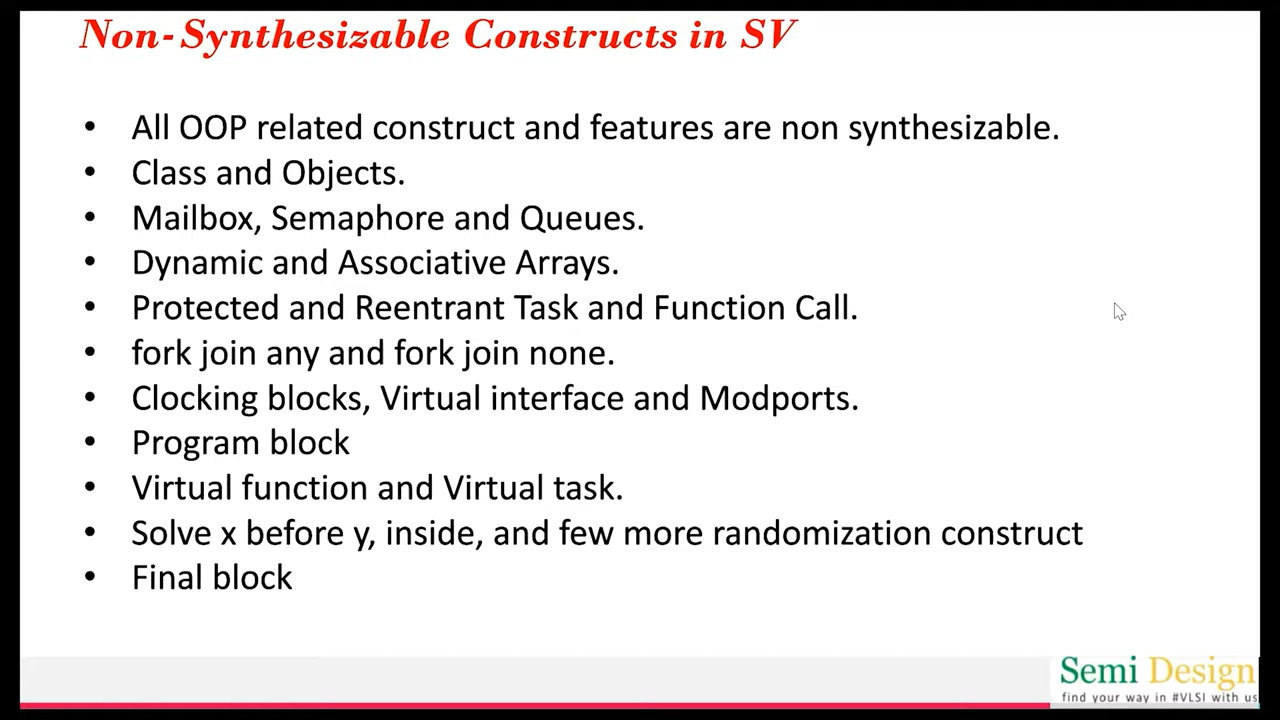 Non-Synthesizable Constructs in SV
• All OOP related construct and features are non synthesizable.
• Class and Objects.
• Mailbox, Semaphore and Queues.
• Dynamic and Associative Arrays.
• Protected and Reentrant Task and Function Call.
• fork join any and fork join none.
• Clocking blocks, Virtual interface and Modports.
• Program block
• Virtual function and Virtual task.
• Solve x before y, inside, and few more randomization construct
• Final block
Semi Design
find your way in #VLSI with us